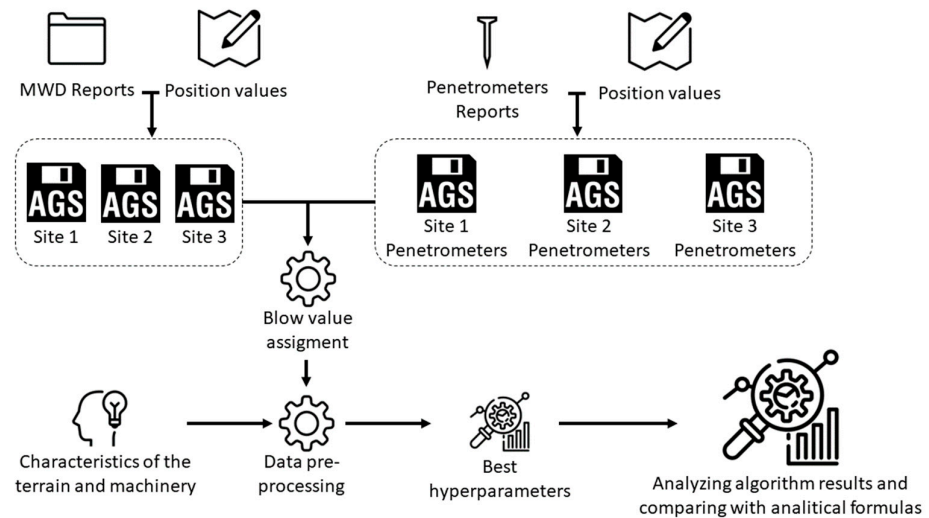 MWD Reports
Position values
Penetrometers
Reports
Position values
AGS
Site 1
AGS
Site 2
AGS
Site 3
AGS
Site 1
Penetrometers
AGS
Site 2
Penetrometers
AGS
Site 3
Penetrometers
Blow value
assigment
Characteristics of the
terrain and machinery
Data pre-
processing
Best
hyperparameters
Analyzing algorithm results and
comparing with analitical formulas